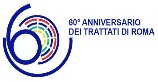 60° ANNIVERSARIO
DEI TRATTATI DI ROMA